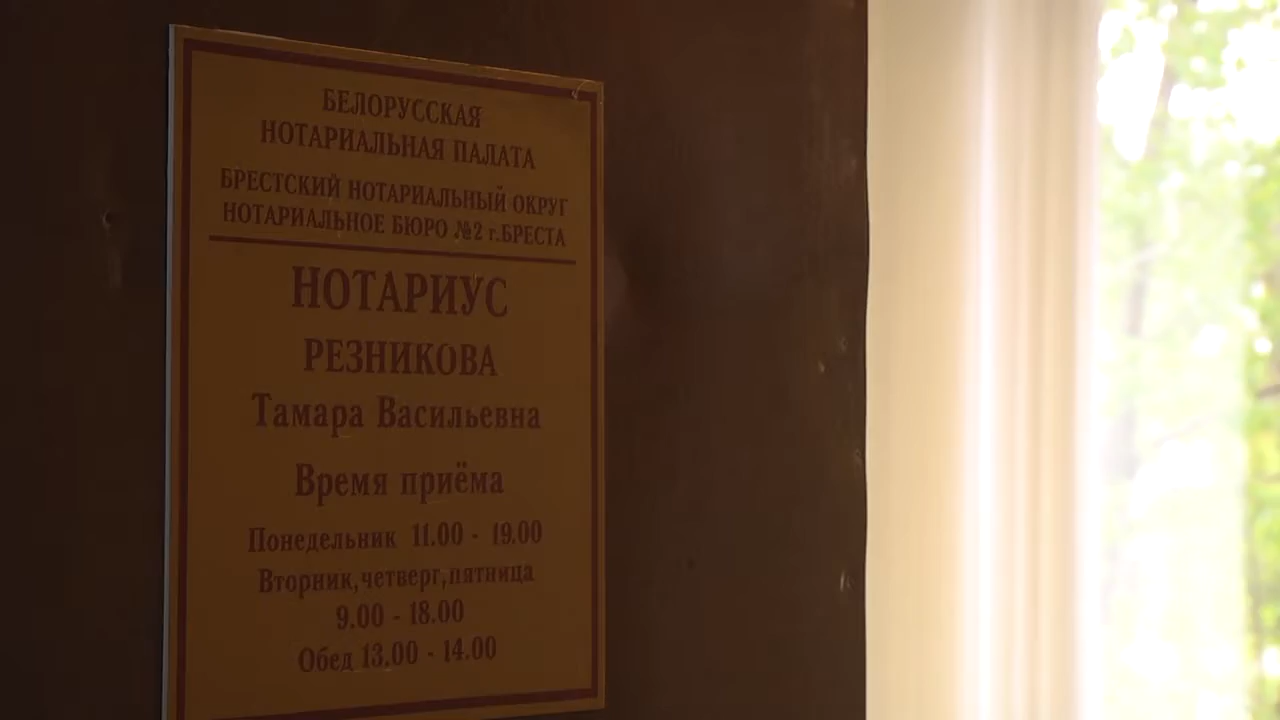 БЕЛОРУССКАЯ
НОТАРИАЛЬНАЯ ПАЛАТА
БРЕСТСКИЙ НОТАРИАЛЬНЫЙ ОКРУГ
НОТАРИАЛЬНОЕ БЮРО №2 г.БРЕСТА
НОТАРИУС
РЕЗНИКОВА
Тамара Васильевна
Время приёма
Понедельник 11.00 - 19.00
Вторник,четверг,пятница
9.00 - 18.00
Обед 13.00 - 14.00